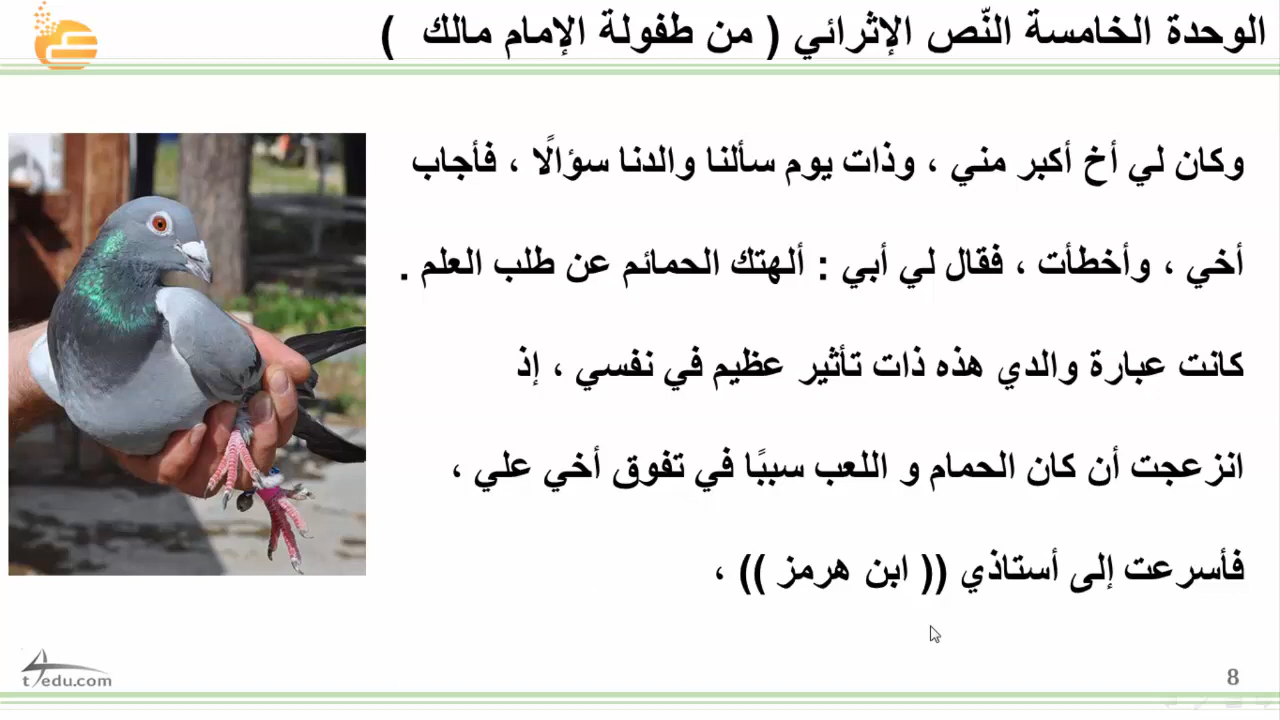 الوحدة الخامسة النّص الإثرائي ( من طفولة الإمام مالك )
وكان لي أخ أكبر مني ، وذات يوم سألنا والدنا سؤالًا ، فأجاب
أخي ، وأخطأت ، فقال لي أبي : ألهتك الحمائم عن طلب العلم .
كانت عبارة والدي هذه ذات تأثير عظيم في نفسي ، إذ
انزعجت أن كان الحمام و اللعب سببًا في تفوق أخي علي ،
فأسرعت إلى أستاذي (( ابن هرمز )) ،
t4edu.com
8